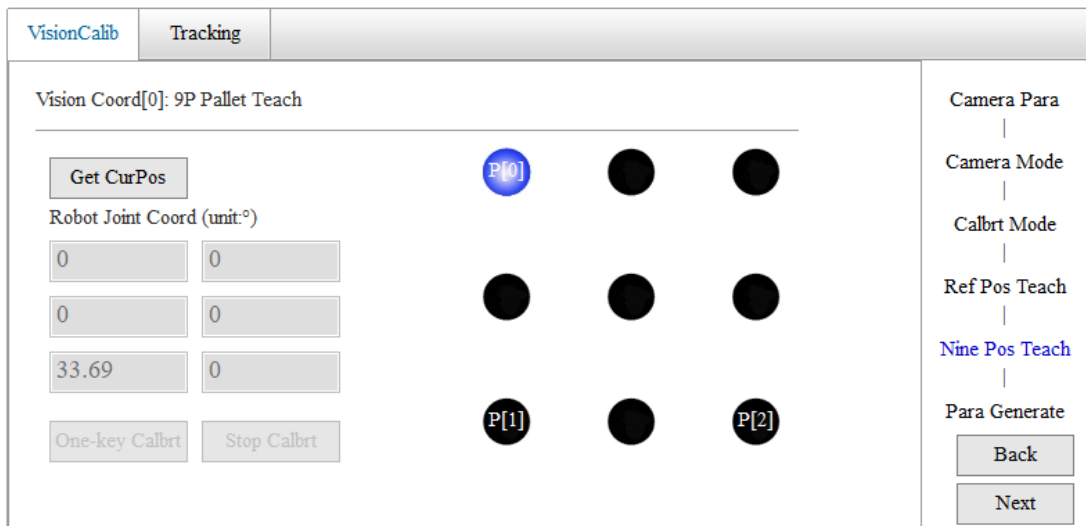 VisionCalib Tracking
Vision Coord[0]: 9P Pallet Teach
Get CurPos
Robot Joint Coord (unit:°)
0 0
0 0
33.69 0
One-key Calbrt Stop Calbrt
P[0]
P[1] P[2]
Camera Para
|
Camera Mode
|
Calbrt Mode
|
Ref Pos Teach
|
Nine Pos Teach
|
Para Generate
Back
Next